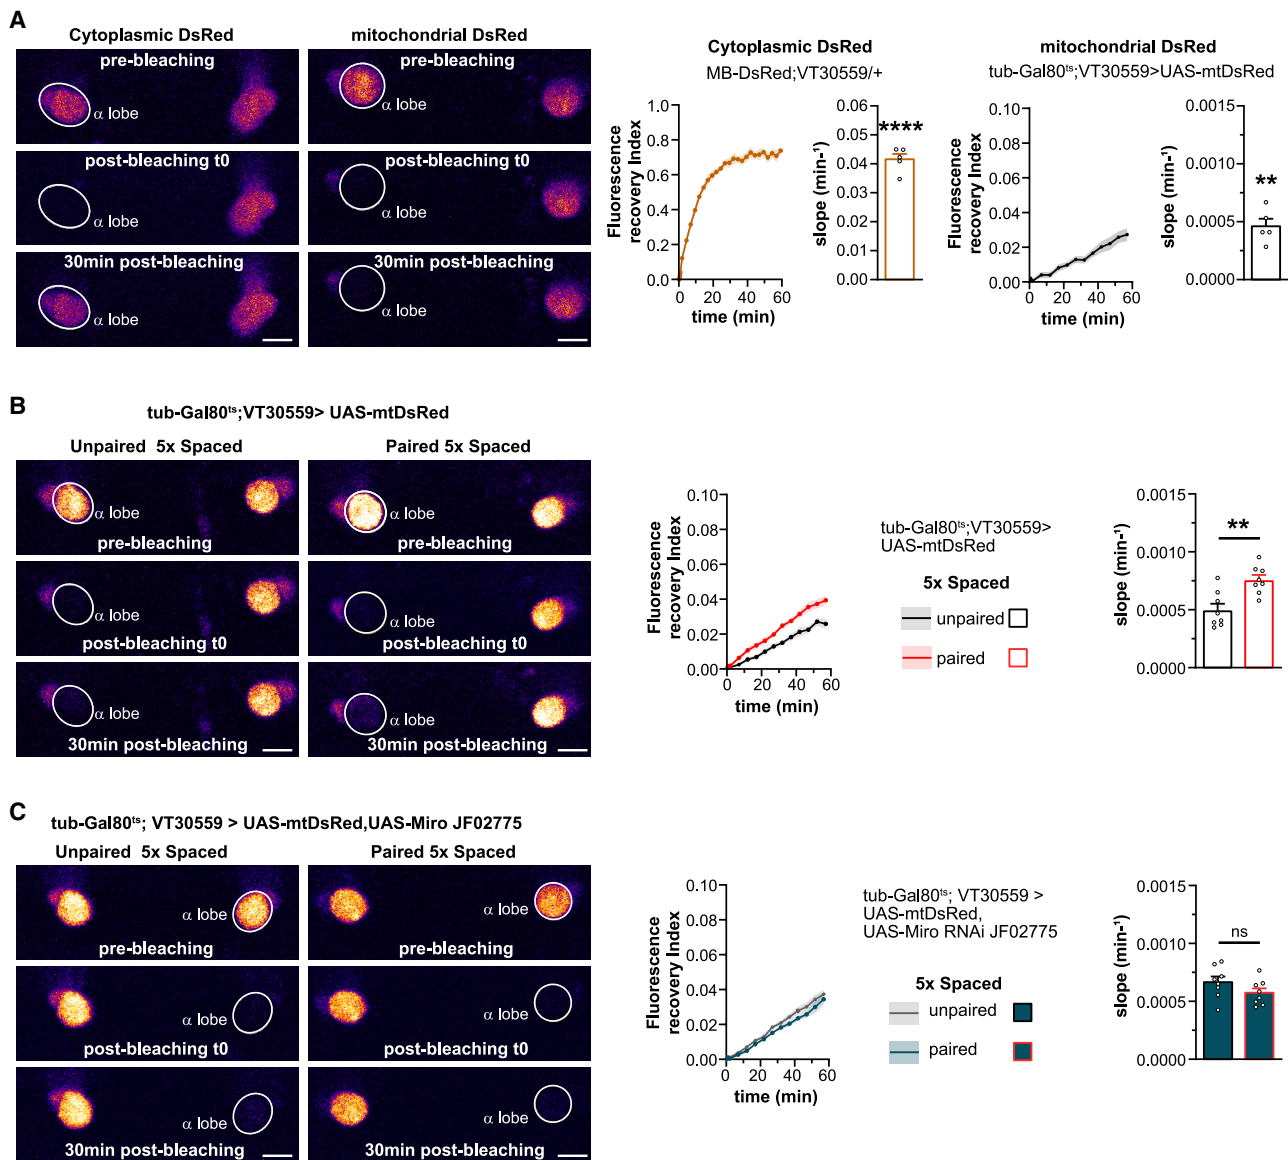 A
Cytoplasmic DsRed
mitochondrial DsRed
pre-bleaching
pre-bleaching
α lobe
α lobe
post-bleaching t0
post-bleaching t0
α lobe
α lobe
30min post-bleaching
30min post-bleaching
α lobe
α lobe
Cytoplasmic DsRed
MB-DsRed;VT30559/+
Fluorescence
recovery Index
1.0
0.8
0.6
0.4
0.2
0.0
0 20 40 60
time (min)
slope (min-¹)
0.06
0.05
0.04
0.03
0.02
0.01
0.00
****
mitochondrial DsRed
tub-Gal80ᵗˢ;VT30559>UAS-mtDsRed
Fluorescence
recovery Index
0.10
0.08
0.06
0.04
0.02
0.00
0 20 40 60
time (min)
slope (min-¹)
0.0015
0.0010
0.0005
0.0000
**
B
tub-Gal80ᵗˢ;VT30559> UAS-mtDsRed
Unpaired 5x Spaced
Paired 5x Spaced
α lobe
α lobe
pre-bleaching
pre-bleaching
α lobe
α lobe
post-bleaching t0
post-bleaching t0
α lobe
α lobe
30min post-bleaching
30min post-bleaching
Fluorescence
recovery Index
0.10
0.08
0.06
0.04
0.02
0.00
0 20 40 60
time (min)
tub-Gal80ᵗˢ;VT30559>
UAS-mtDsRed
5x Spaced
unpaired
paired
slope (min-¹)
0.0015
0.0010
0.0005
0.0000
**
C
tub-Gal80ᵗˢ; VT30559 > UAS-mtDsRed,UAS-Miro JF02775
Unpaired 5x Spaced
Paired 5x Spaced
α lobe
α lobe
pre-bleaching
pre-bleaching
α lobe
α lobe
post-bleaching t0
post-bleaching t0
α lobe
α lobe
30min post-bleaching
30min post-bleaching
Fluorescence
recovery Index
0.10
0.08
0.06
0.04
0.02
0.00
0 20 40 60
time (min)
tub-Gal80ᵗˢ; VT30559 >
UAS-mtDsRed,
UAS-Miro RNAi JF02775
5x Spaced
unpaired
paired
slope (min-¹)
0.0015
0.0010
0.0005
0.0000
ns